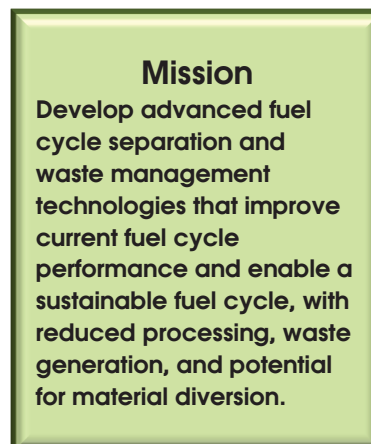 Mission
Develop advanced fuel
cycle separation and
waste management
technologies that improve
current fuel cycle
performance and enable a
sustainable fuel cycle, with
reduced processing, waste
generation, and potential
for material diversion.